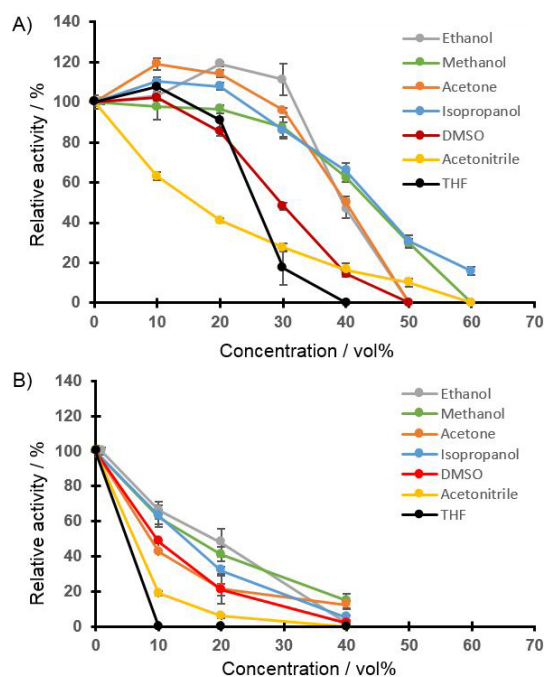 A)
140
120
100
80
60
40
20
0
Relative activity / %
Ethanol
Methanol
Acetone
Isopropanol
DMSO
Acetonitrile
THF
0 10 20 30 40 50 60 70
Concentration / vol%
B)
140
120
100
80
60
40
20
0
Relative activity / %
Ethanol
Methanol
Acetone
Isopropanol
DMSO
Acetonitrile
THF
0 10 20 30 40 50 60 70
Concentration / vol%